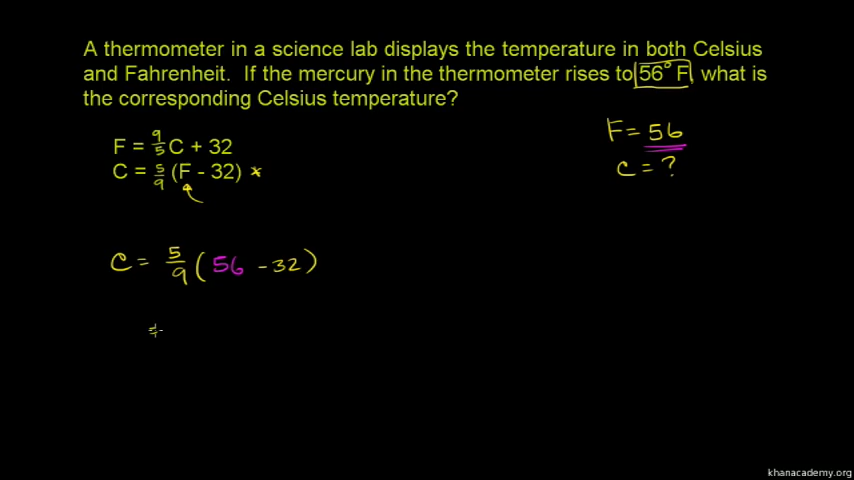 A thermometer in a science lab displays the temperature in both Celsius
and Fahrenheit. If the mercury in the thermometer rises to 56° F, what is
the corresponding Celsius temperature?
F = 9/5 C + 32
C = 5/9 (F - 32) *
F = 56
C = ?
C = 5/9 (56 - 32)
=
khanacademy.org